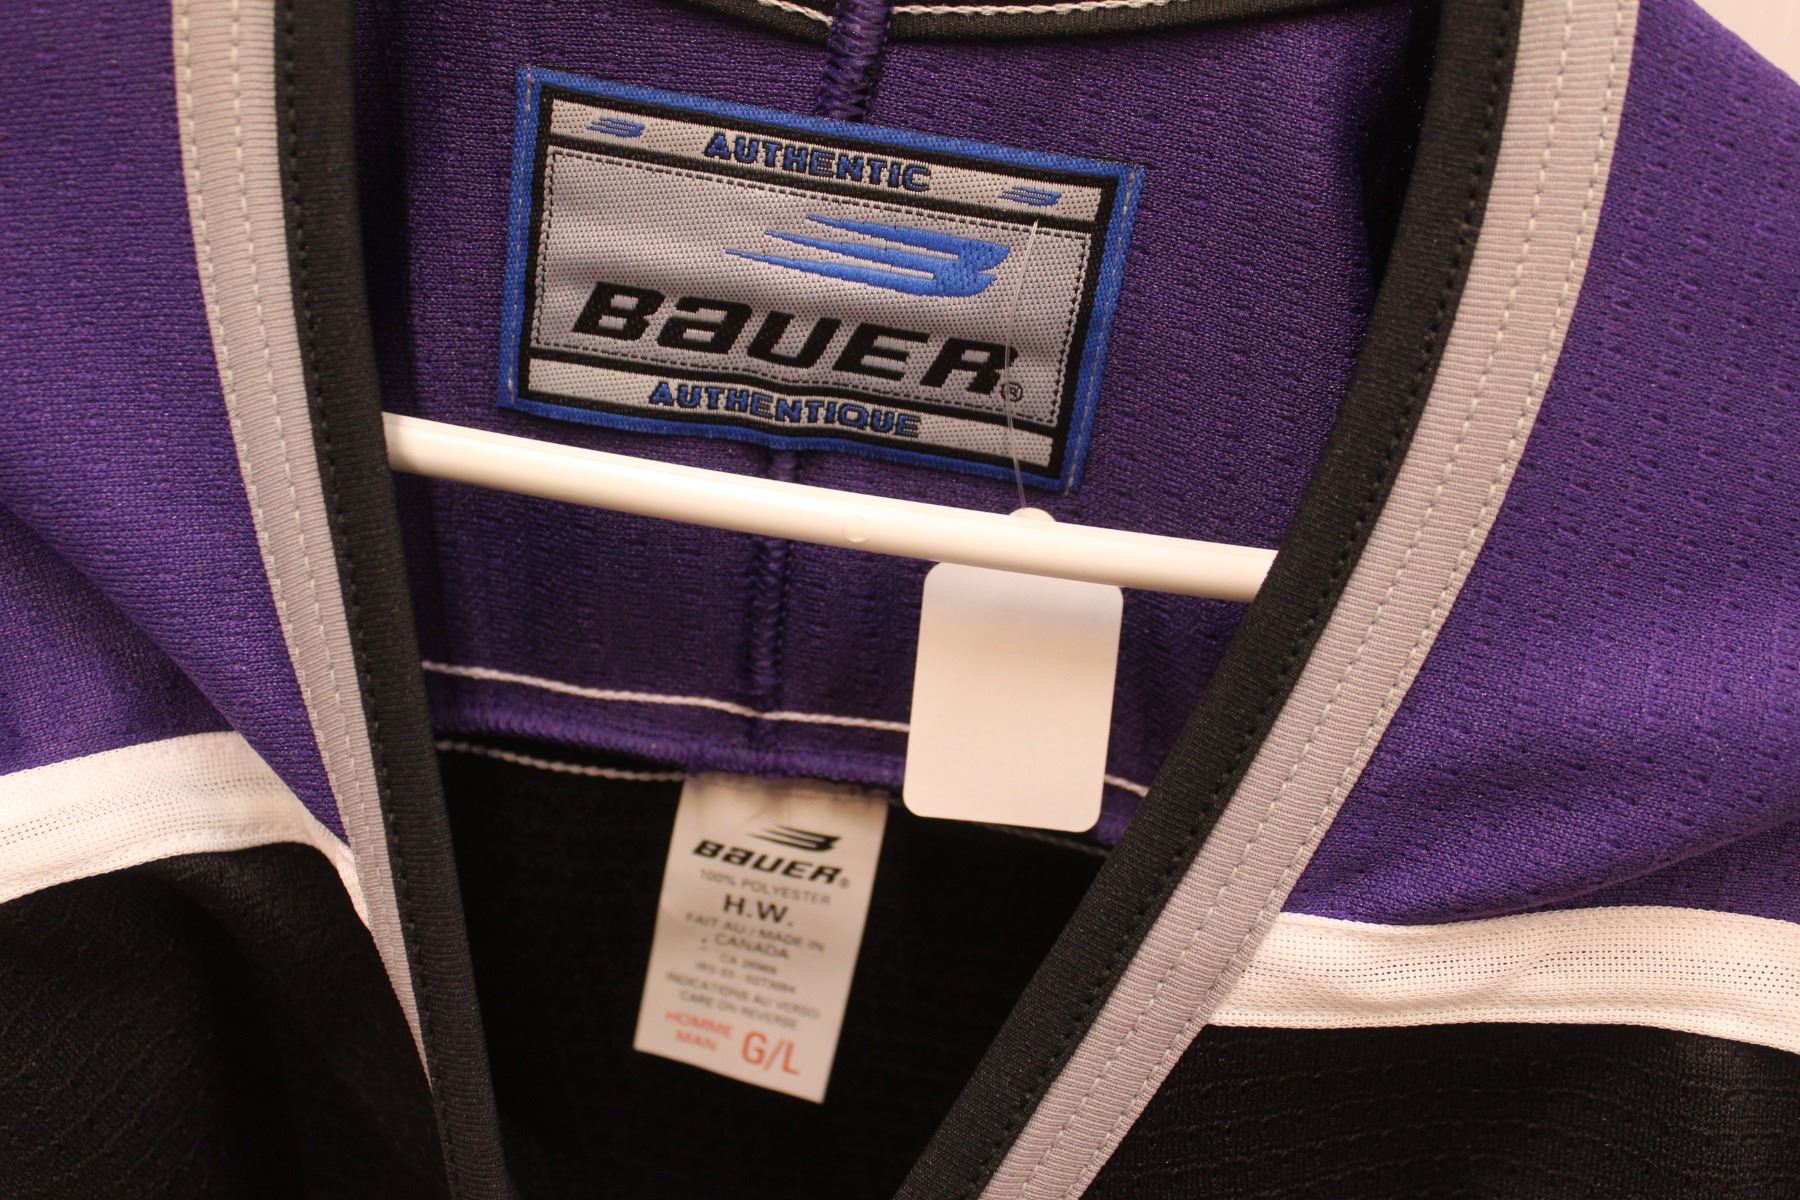 AUTHENTIC
BAUER®
AUTHENTIQUE
BAUER®
100% POLYESTER
H.W.
FAIT AU / MADE IN
CANADA
INDICATIONS AU VERSO
CARE ON REVERSE
HOMME
MAN G/L